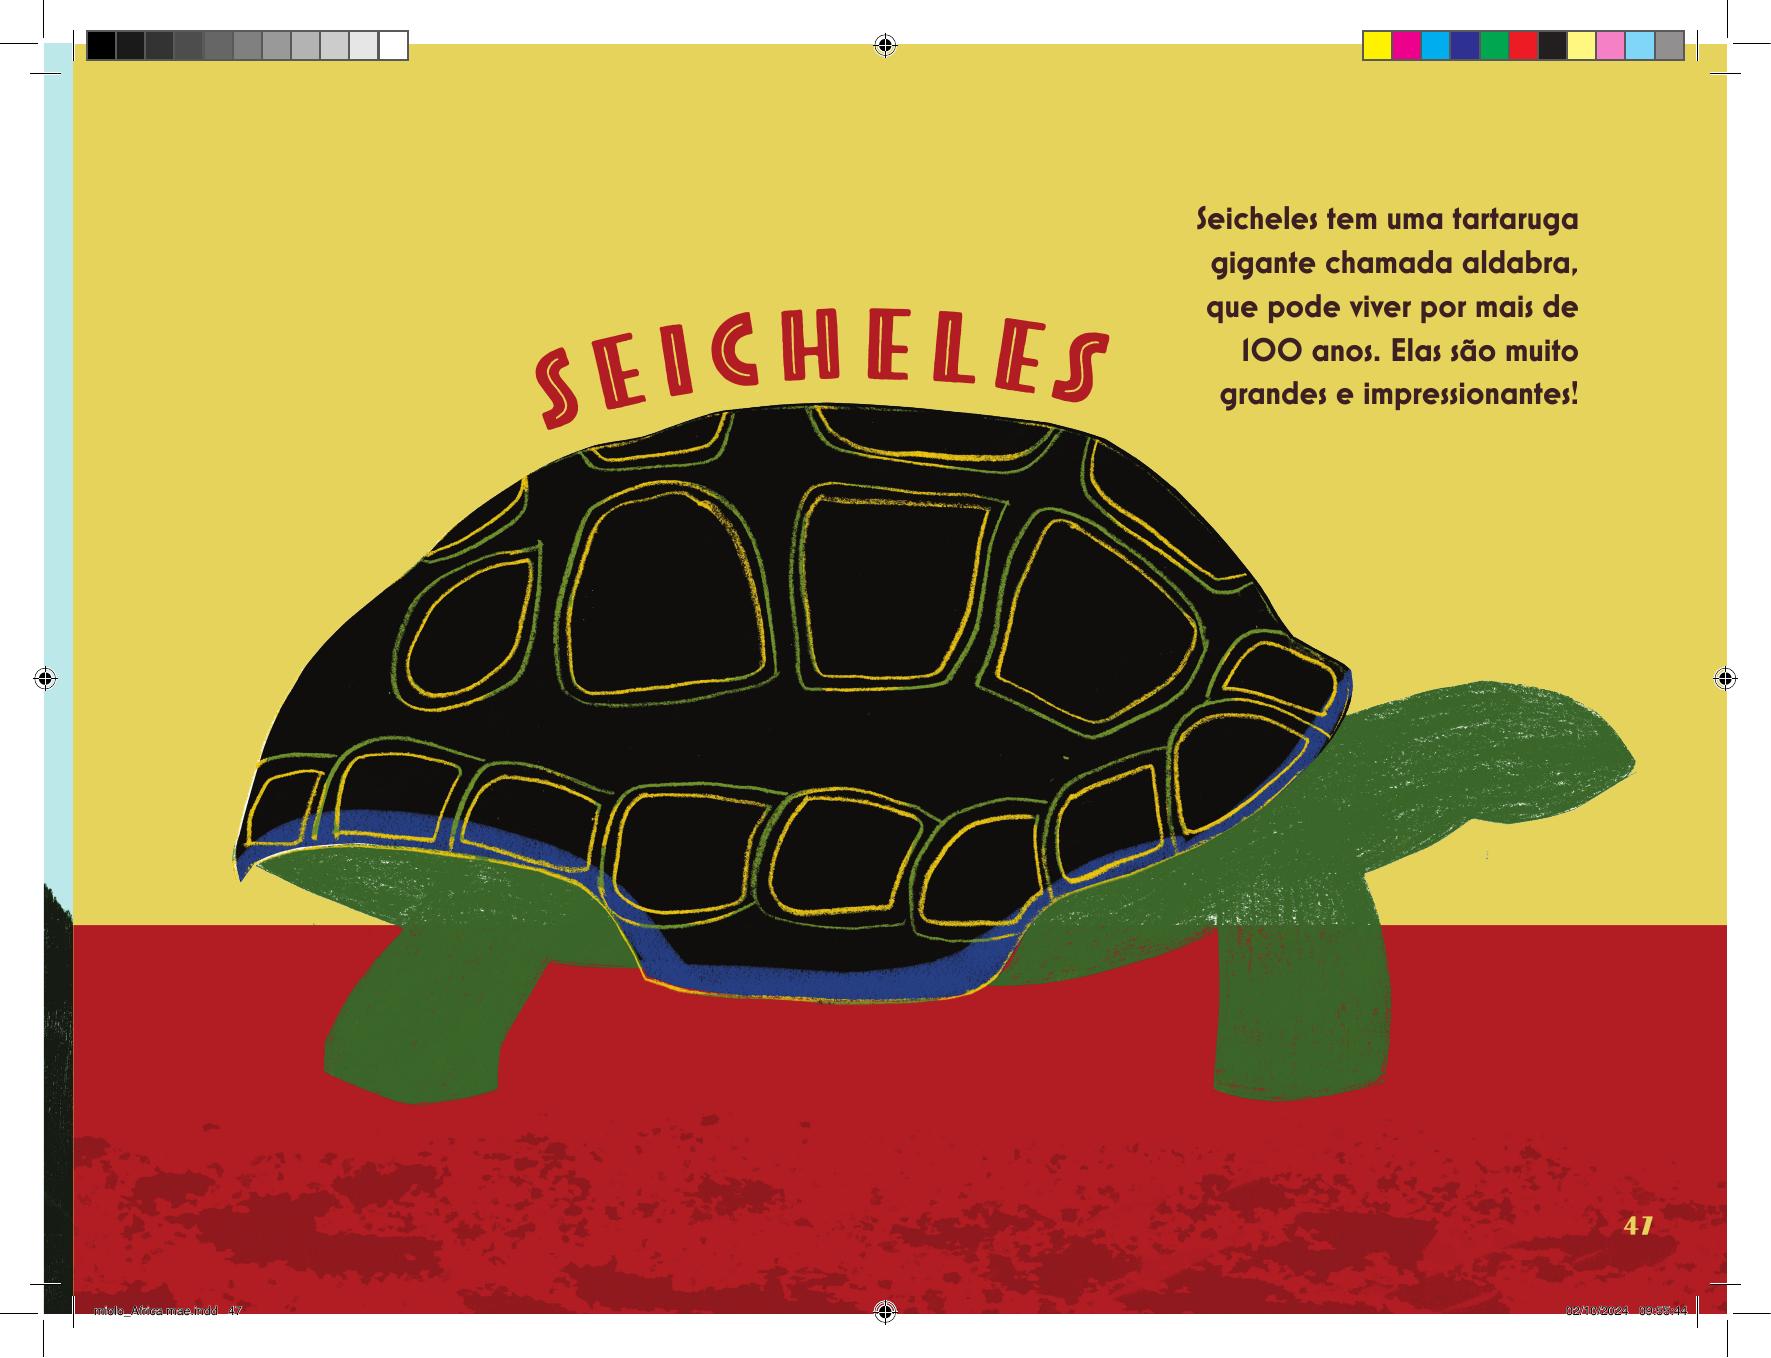 SEICHELES
Seicheles tem uma tartaruga
gigante chamada aldabra,
que pode viver por mais de
100 anos. Elas são muito
grandes e impressionantes!
47
miolo_Africa mae.indd 47
02/10/2024 09:55:44